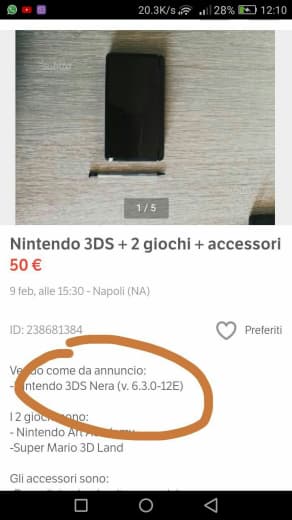 20.3K/s 28% 12:10
subito
1 / 5
Nintendo 3DS + 2 giochi + accessori
50 €
9 feb, alle 15:30 - Napoli (NA)
ID: 238681384 Preferiti
come da annuncio:
Nintendo 3DS Nera (v. 6.3.0-12E)
I 2 giochi sono:
- Nintendo Art Academy
-Super Mario 3D Land
Gli accessori sono: